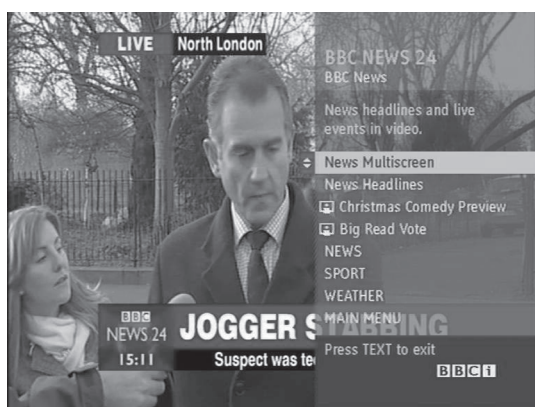 LIVE North London
BBC NEWS 24
BBC News
News headlines and live
events in video.
News Multiscreen
News Headlines
Christmas Comedy Preview
Big Read Vote
NEWS
SPORT
WEATHER
MAIN MENU
Press TEXT to exit
BBCi
BBC
NEWS 24
15:11
JOGGER STABBING
Suspect was